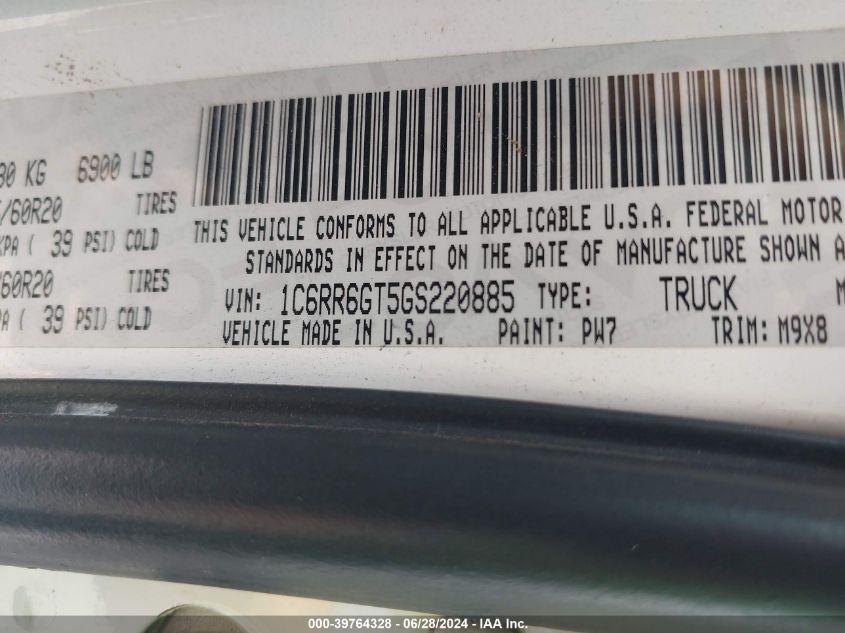 30 KG 6900 LB
/60R20 TIRES
KPA ( 39 PSI) COLD
/60R20 TIRES
PA ( 39 PSI) COLD
THIS VEHICLE CONFORMS TO ALL APPLICABLE U.S.A. FEDERAL MOTOR
STANDARDS IN EFFECT ON THE DATE OF MANUFACTURE SHOWN A
VIN: 1C6RR6GT5GS220885 TYPE: TRUCK M
VEHICLE MADE IN U.S.A. PAINT: PW7 TRIM: M9X8
000-39764328 - 06/28/2024 - IAA Inc.